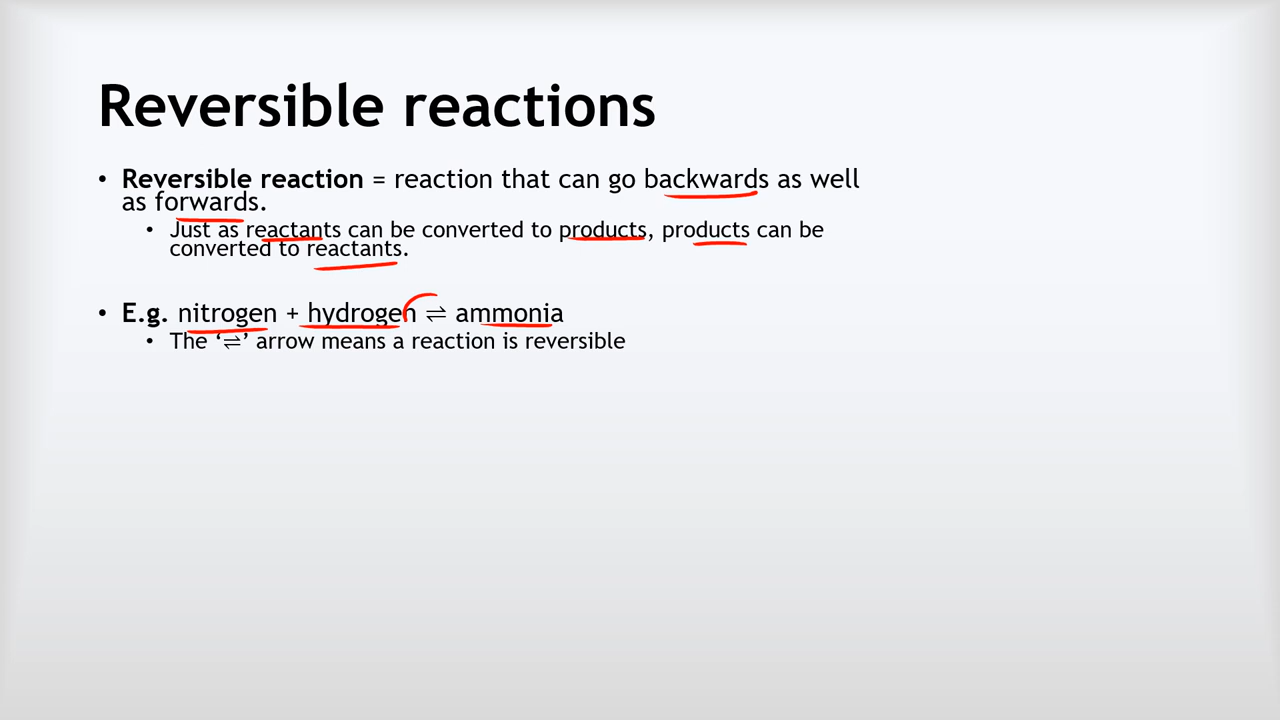 Reversible reactions
• Reversible reaction = reaction that can go backwards as well
as forwards.
• Just as reactants can be converted to products, products can be
converted to reactants.
• E.g. nitrogen + hydrogen ⇌ ammonia
• The ‘⇌’ arrow means a reaction is reversible